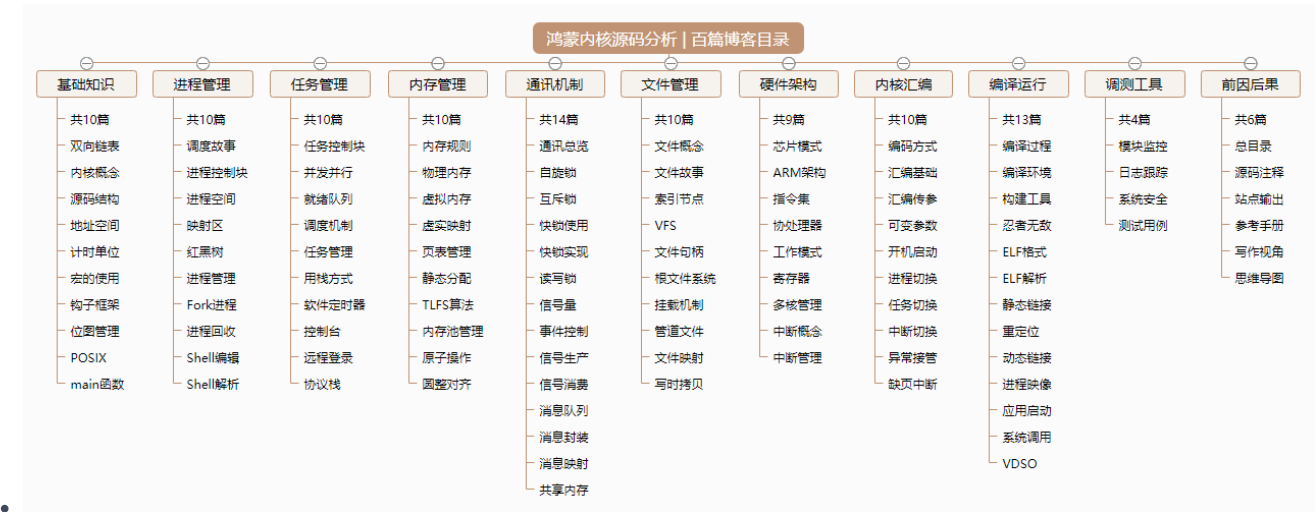 鸿蒙内核源码分析 | 百篇博客目录
基础知识
共10篇
双向链表
内核概念
源码结构
地址空间
计时单位
宏的使用
钩子框架
位图管理
POSIX
main函数
进程管理
共10篇
调度故事
进程控制块
进程空间
映射区
红黑树
进程管理
Fork进程
进程回收
Shell编辑
Shell解析
任务管理
共10篇
任务控制块
并发并行
就绪队列
调度机制
任务管理
用栈方式
软件定时器
控制台
远程登录
协议栈
内存管理
共10篇
内存规则
物理内存
虚拟内存
虚实映射
页表管理
静态分配
TLFS算法
内存池管理
原子操作
圆整对齐
通讯机制
共14篇
通讯总览
自旋锁
互斥锁
快锁使用
快锁实现
读写锁
信号量
事件控制
信号生产
信号消费
消息队列
消息封装
消息映射
共享内存
文件管理
共10篇
文件概念
文件故事
索引节点
VFS
文件句柄
根文件系统
挂载机制
管道文件
文件映射
写时拷贝
硬件架构
共9篇
芯片模式
ARM架构
指令集
协处理器
工作模式
寄存器
多核管理
中断概念
中断管理
内核汇编
共10篇
编码方式
汇编基础
汇编传参
可变参数
开机启动
进程切换
任务切换
中断切换
异常接管
缺页中断
编译运行
共13篇
编译过程
编译环境
构建工具
忍者无敌
ELF格式
ELF解析
静态链接
重定位
动态链接
进程映像
应用启动
系统调用
VDSO
调测工具
共4篇
模块监控
日志跟踪
系统安全
测试用例
前因后果
共6篇
总目录
源码注释
站点输出
参考手册
写作视角
思维导图